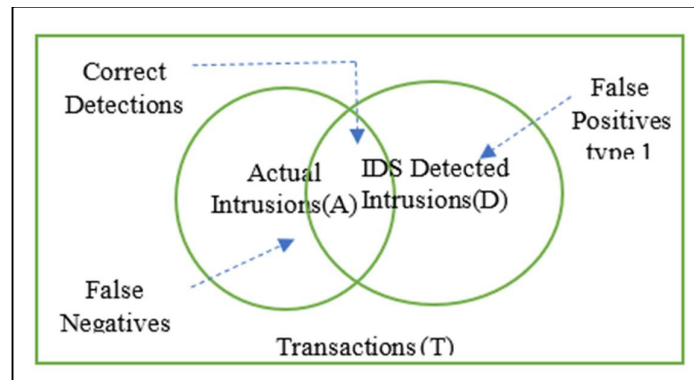 Correct
Detections
False
Positives
type 1
Actual
Intrusions(A)
IDS Detected
Intrusions(D)
False
Negatives
Transactions (T)